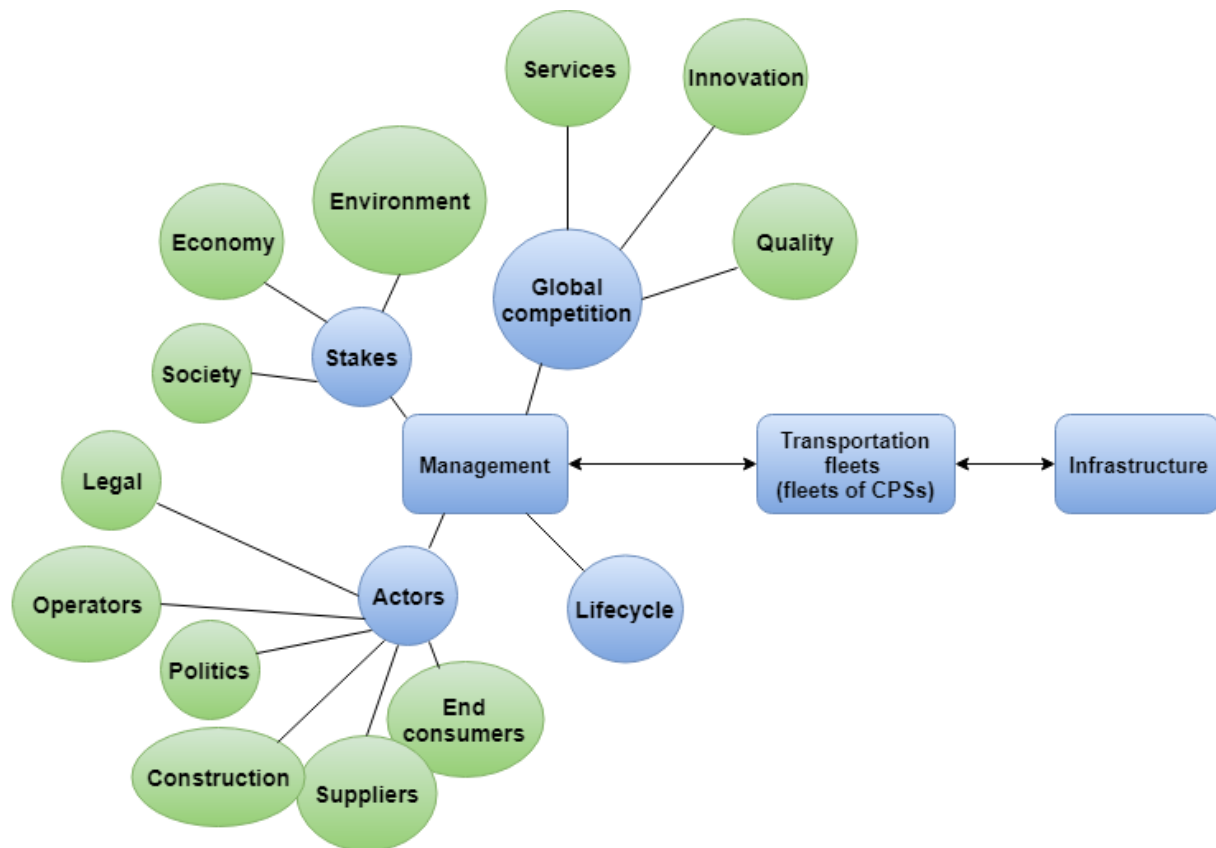 Services
Innovation
Environment
Economy
Quality
Global
competition
Stakes
Society
Management
Transportation
fleets
(fleets of CPSs)
Infrastructure
Legal
Actors
Operators
Lifecycle
Politics
End
consumers
Construction
Suppliers